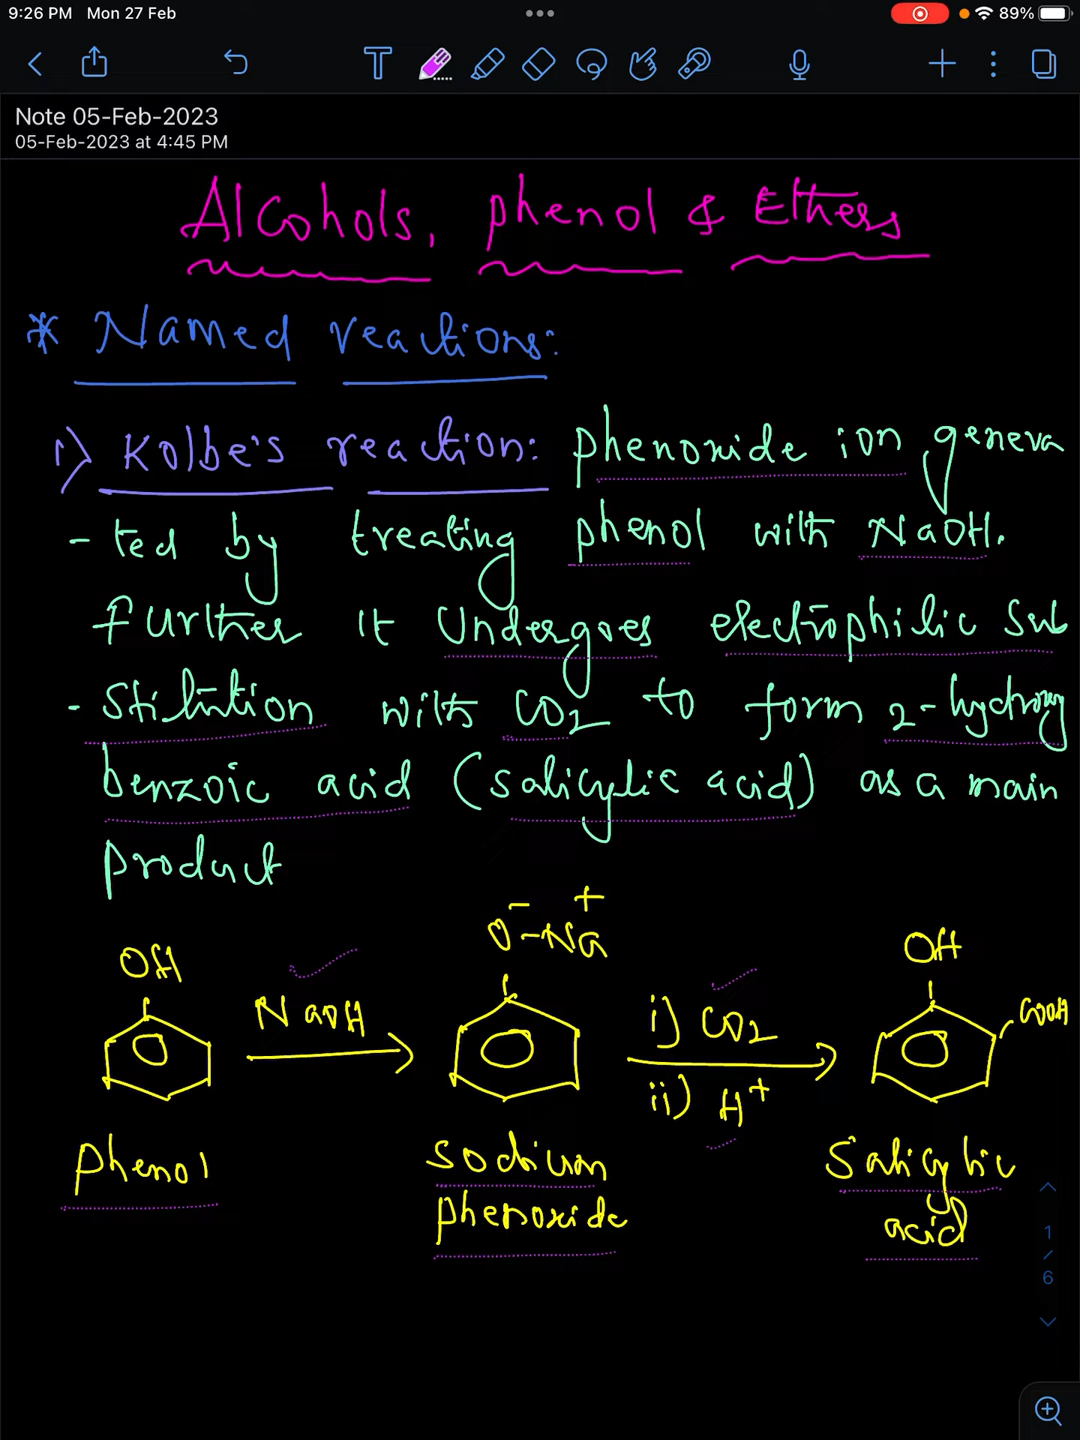 9:26 PM Mon 27 Feb
89%
Note 05-Feb-2023
05-Feb-2023 at 4:45 PM
Alcohols, phenol & Ethers
* Named reactions:
1) Kolbe's reaction: phenoxide ion genera
- ted by treating phenol with NaOH.
further it undergoes electrophilic sub
- stitution with CO2 to form 2-hydroxy
benzoic acid (salicylic acid) as a main
product
OH
NaOH
O⁻-Na⁺
i) CO2
ii) H⁺
OH
COOH
phenol
sodium
phenoxide
Salicylic
acid
1
/
6